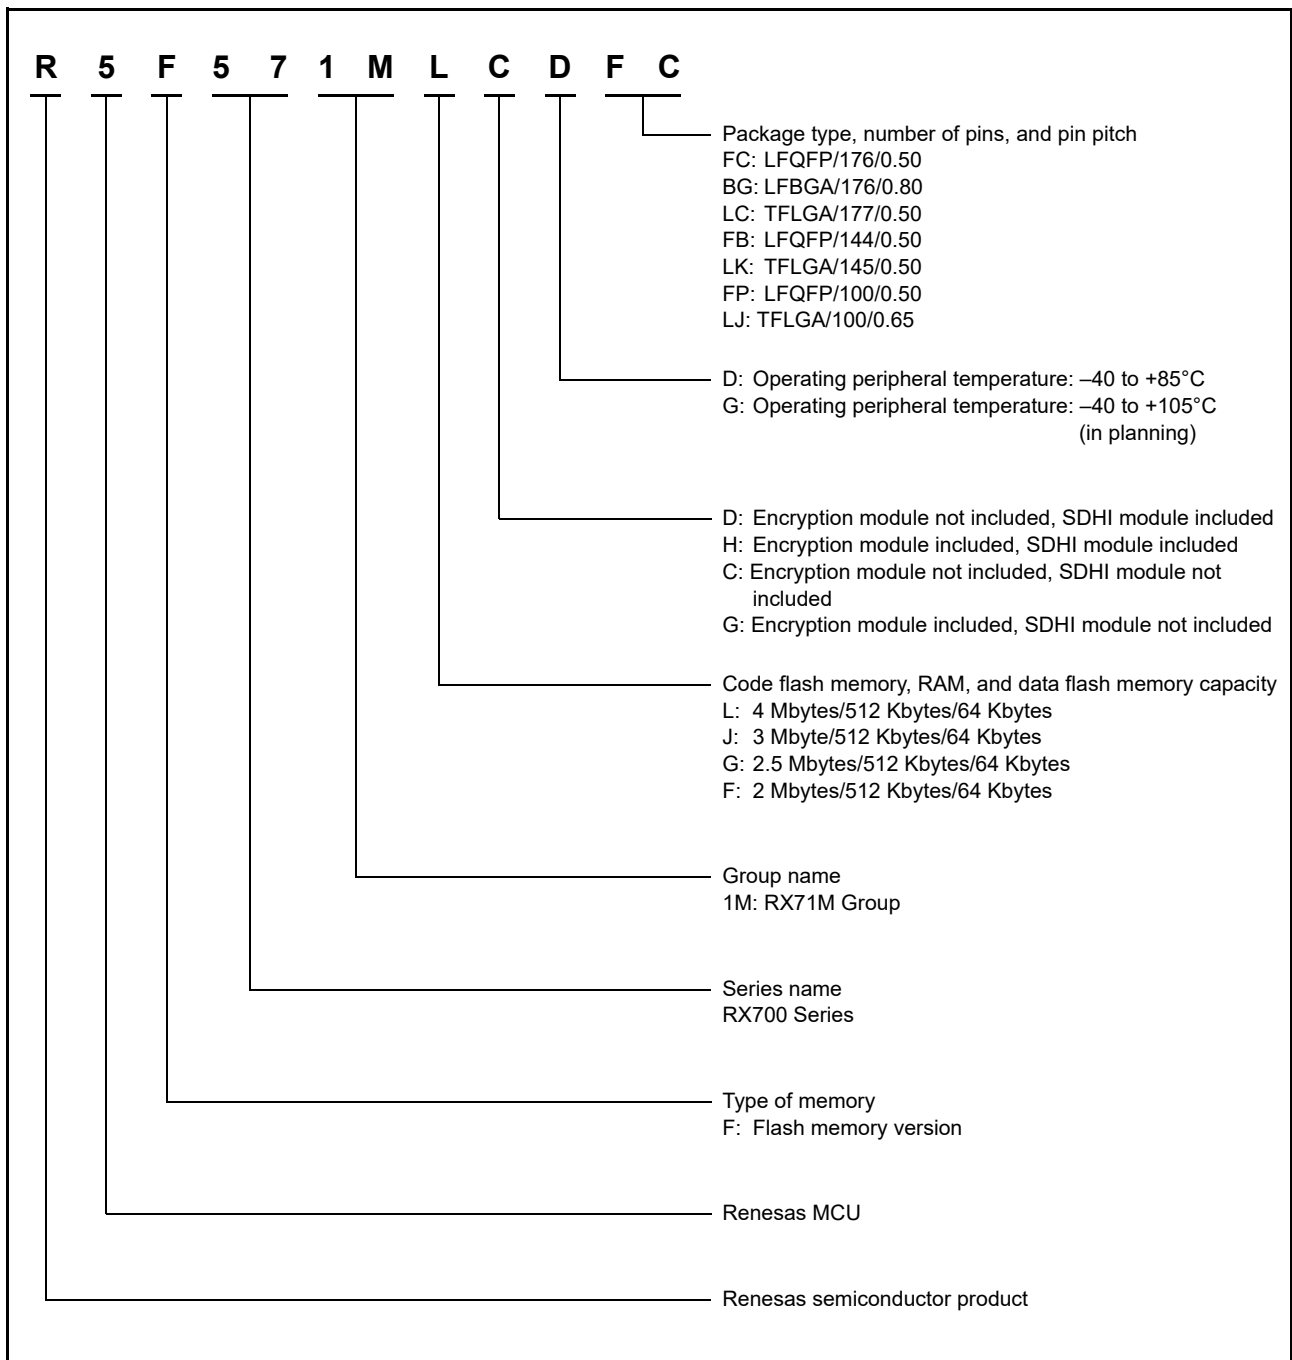 R 5 F 5 7 1 M L C D F C
Package type, number of pins, and pin pitch
FC: LFQFP/176/0.50
BG: LFBGA/176/0.80
LC: TFLGA/177/0.50
FB: LFQFP/144/0.50
LK: TFLGA/145/0.50
FP: LFQFP/100/0.50
LJ: TFLGA/100/0.65
D: Operating peripheral temperature: –40 to +85°C
G: Operating peripheral temperature: –40 to +105°C
(in planning)
D: Encryption module not included, SDHI module included
H: Encryption module included, SDHI module included
C: Encryption module not included, SDHI module not
included
G: Encryption module included, SDHI module not included
Code flash memory, RAM, and data flash memory capacity
L: 4 Mbytes/512 Kbytes/64 Kbytes
J: 3 Mbyte/512 Kbytes/64 Kbytes
G: 2.5 Mbytes/512 Kbytes/64 Kbytes
F: 2 Mbytes/512 Kbytes/64 Kbytes
Group name
1M: RX71M Group
Series name
RX700 Series
Type of memory
F: Flash memory version
Renesas MCU
Renesas semiconductor product